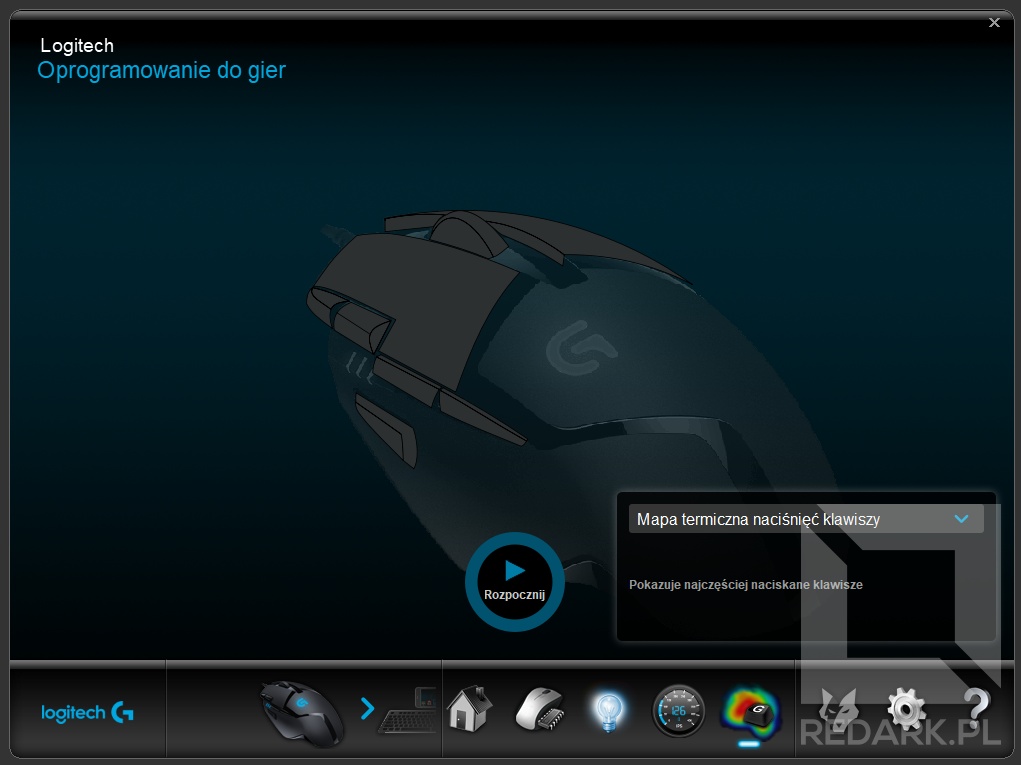 Logitech
Oprogramowanie do gier
Mapa termiczna naciśnięć klawiszy
Rozpocznij
Pokazuje najczęściej naciskane klawisze
logitech
126
REDARK.PL